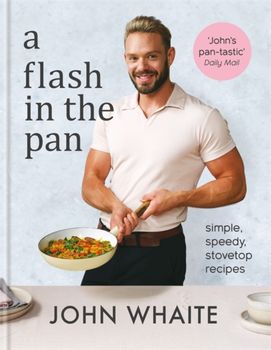 a
flash
in the
pan
'John's
pan-tastic'
Daily Mail
simple,
speedy,
stovetop
recipes
JOHN WHAITE